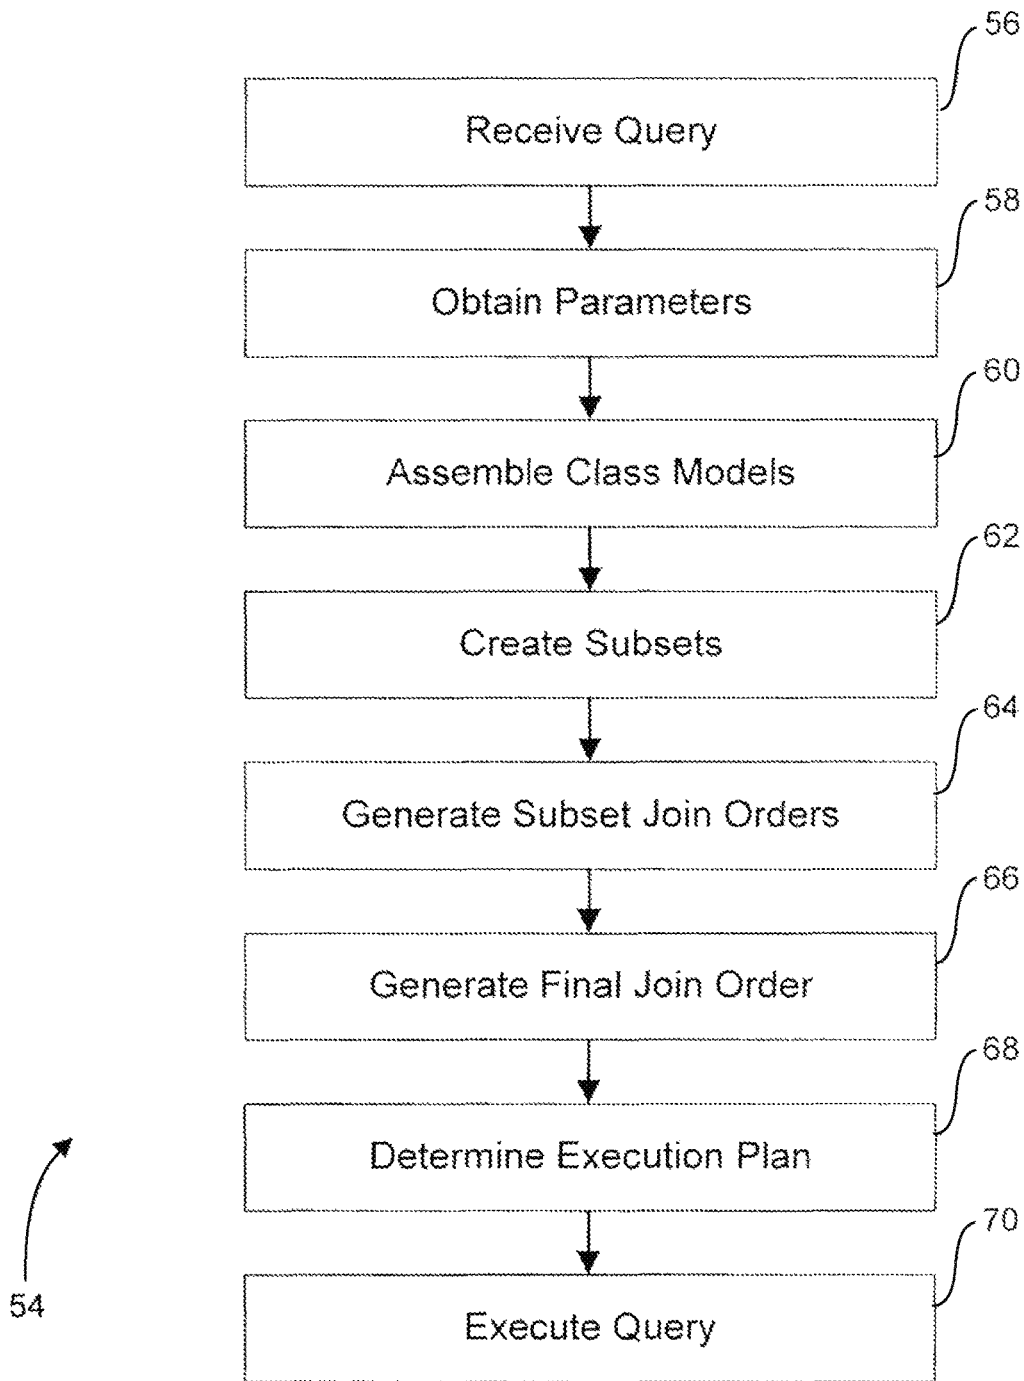 56
Receive Query
58
Obtain Parameters
60
Assemble Class Models
62
Create Subsets
64
Generate Subset Join Orders
66
Generate Final Join Order
68
Determine Execution Plan
70
Execute Query
54